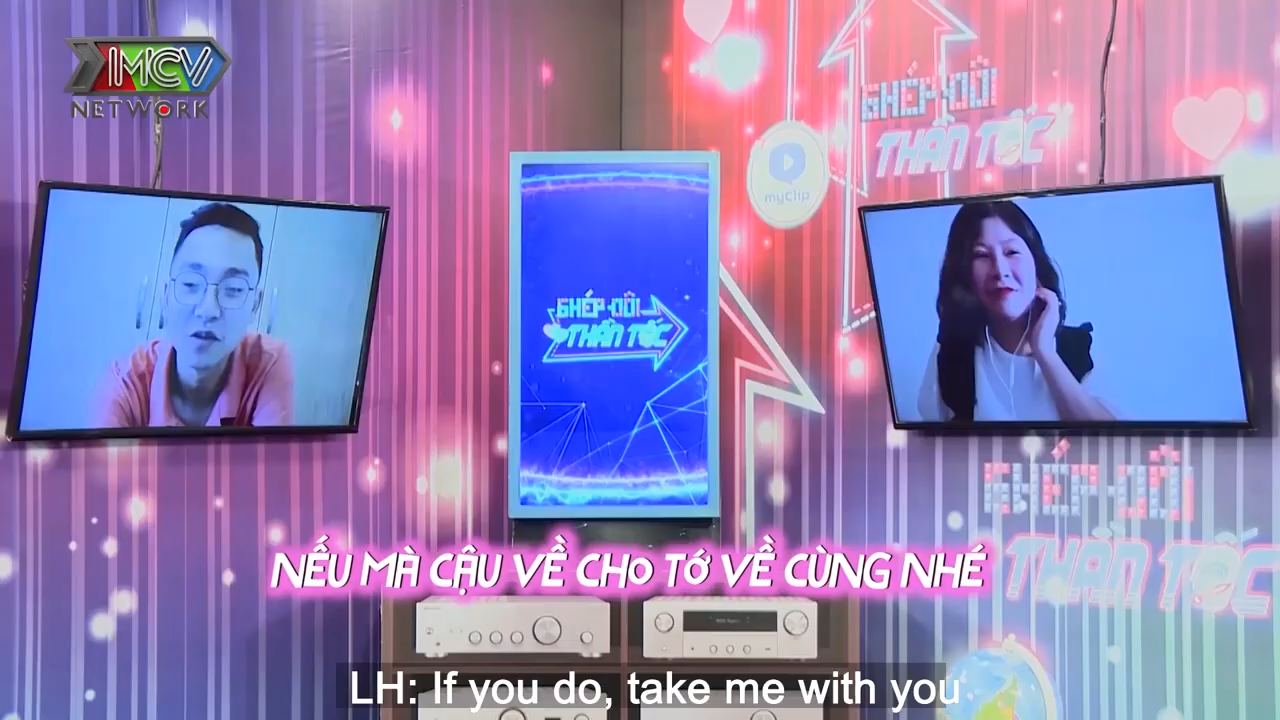 MCV
NETWORK
GHÉP ĐÔI
THẦN TỐC
myClip
GHÉP ĐÔI
THẦN TỐC
GHÉP ĐÔI
THẦN TỐC
NẾU MÀ CẬU VỀ CHO TỚ VỀ CÙNG NHÉ
LH: If you do, take me with you